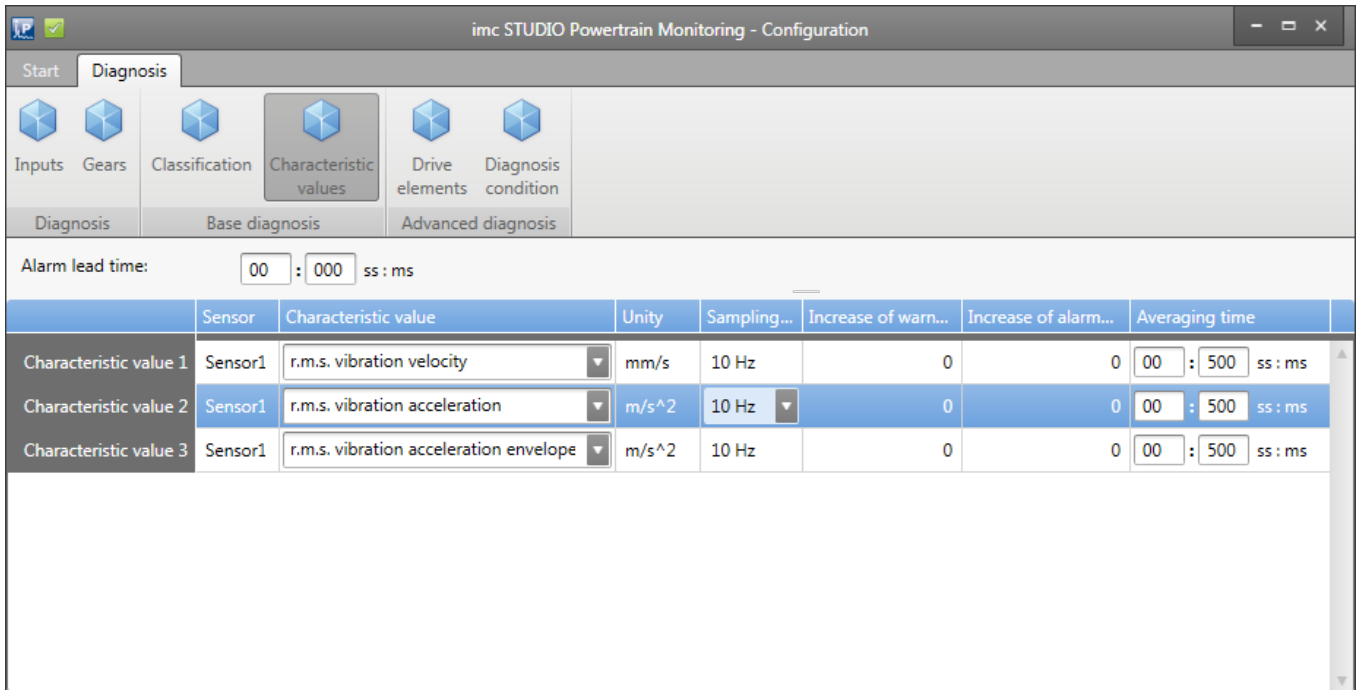 imc STUDIO Powertrain Monitoring - Configuration
Start Diagnosis
Inputs Gears Classification Characteristic values Drive elements Diagnosis condition
Diagnosis Base diagnosis Advanced diagnosis
Alarm lead time: 00 : 000 ss : ms
Sensor Characteristic value Unity Sampling... Increase of warn... Increase of alarm... Averaging time
Characteristic value 1 Sensor1 r.m.s. vibration velocity mm/s 10 Hz 0 0 00 : 500 ss : ms
Characteristic value 2 Sensor1 r.m.s. vibration acceleration m/s^2 10 Hz 0 0 00 : 500 ss : ms
Characteristic value 3 Sensor1 r.m.s. vibration acceleration envelope m/s^2 10 Hz 0 0 00 : 500 ss : ms